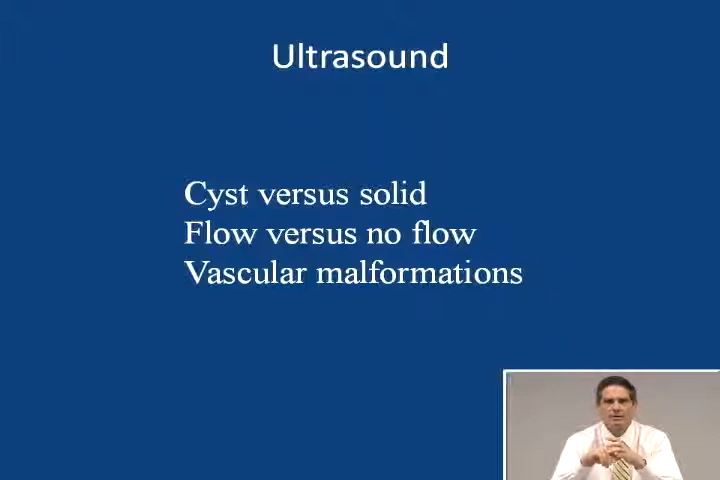 Ultrasound
Cyst versus solid
Flow versus no flow
Vascular malformations